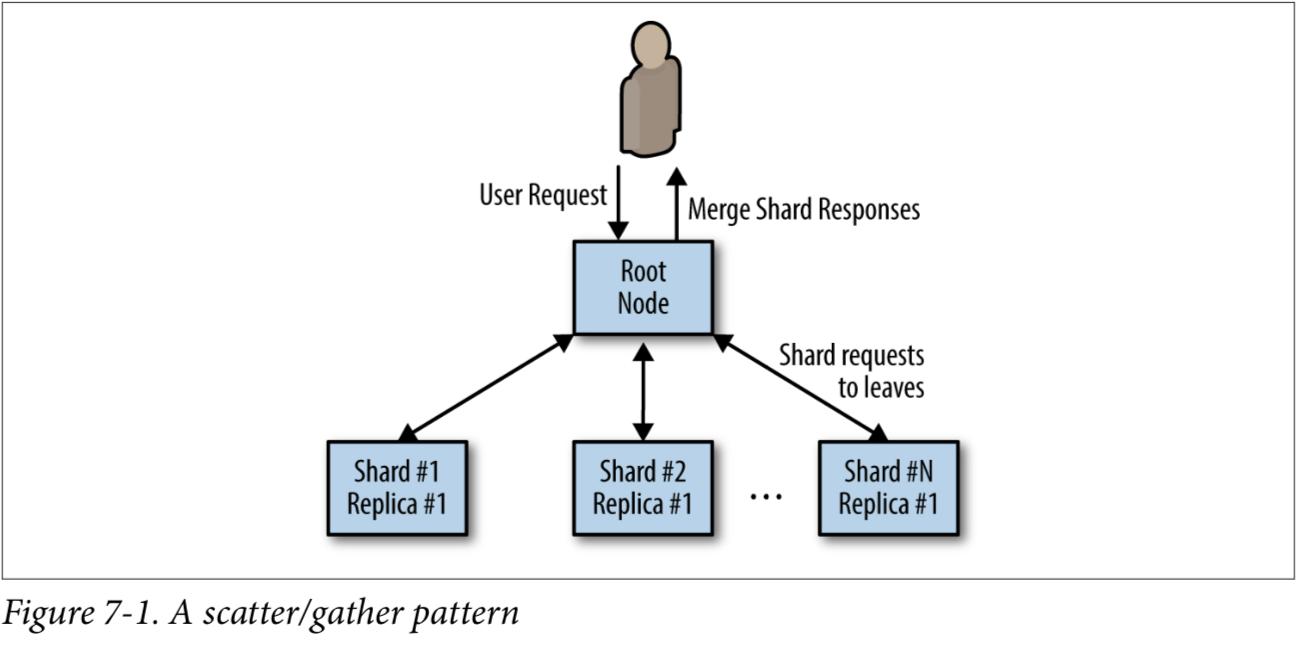 User Request
Merge Shard Responses
Root
Node
Shard requests
to leaves
Shard #1
Replica #1
Shard #2
Replica #1
...
Shard #N
Replica #1
Figure 7-1. A scatter/gather pattern